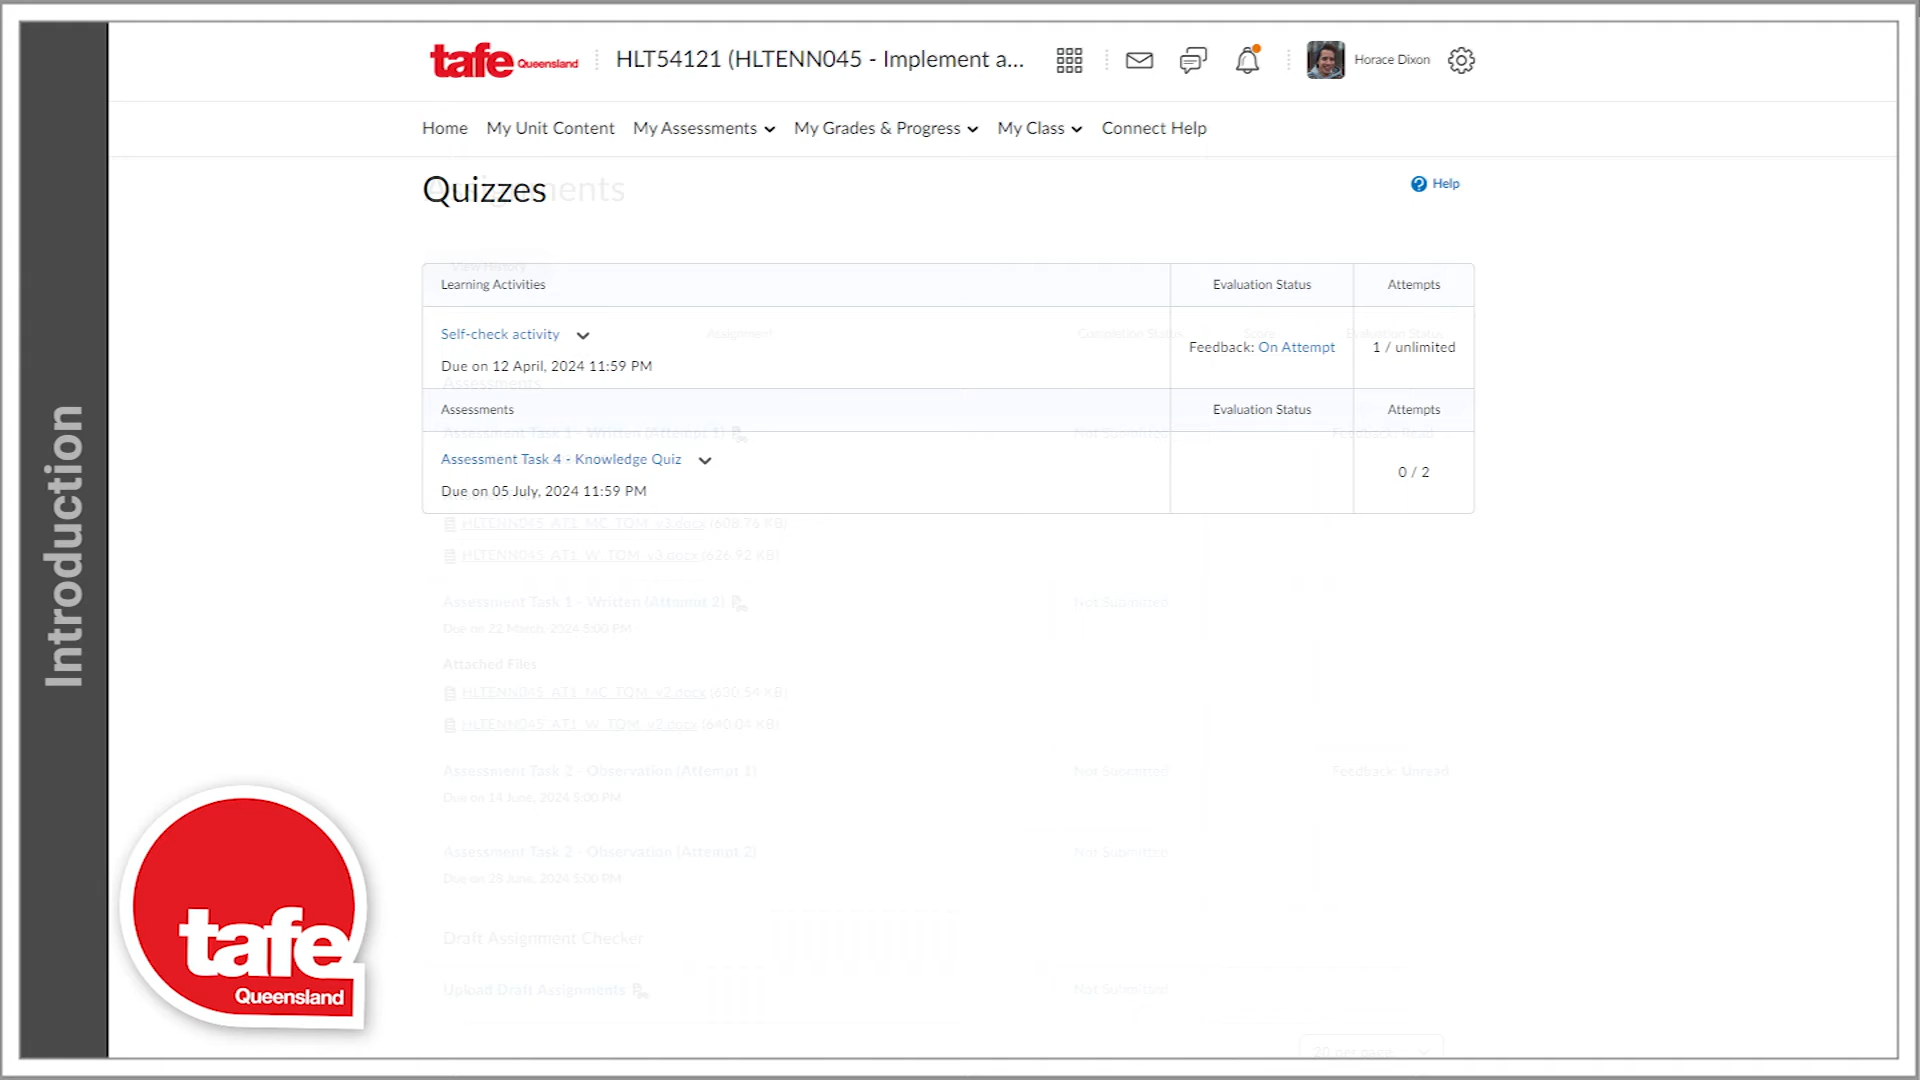 Introduction
tafe Queensland
HLT54121 (HLTENN045 - Implement a...
Horace Dixon
Home My Unit Content My Assessments My Grades & Progress My Class Connect Help
Quizzes
Help
View History
Learning Activities Evaluation Status Attempts
Self-check activity
Assignment Completion Status Score Evaluation Status
Feedback: On Attempt 1 / unlimited
Due on 12 April, 2024 11:59 PM
Assessments
Assessments Evaluation Status Attempts
Assessment Task 1 - Written (Attempt 1) Not Submitted Feedback: Read
Assessment Task 4 - Knowledge Quiz
0 / 2
Due on 05 July, 2024 11:59 PM
HLTENN045_AT1_MC_TQM_v3.docx (608.76 KB)
HLTENN045_AT1_W_TQM_v3.docx (626.92 KB)
Assessment Task 1 - Written (Attempt 2) Not Submitted
Due on 22 March, 2024 5:00 PM
Attached Files
HLTENN045_AT1_MC_TQM_v2.docx (630.54 KB)
HLTENN045_AT1_W_TQM_v2.docx (640.04 KB)
Assessment Task 2 - Observation (Attempt 1) Not Submitted Feedback: Unread
Due on 14 June, 2024 5:00 PM
Assessment Task 2 - Observation (Attempt 2) Not Submitted
Due on 28 June, 2024 5:00 PM
Draft Assignment Checker
Upload Draft Assignments Not Submitted
20 per page
tafe
Queensland